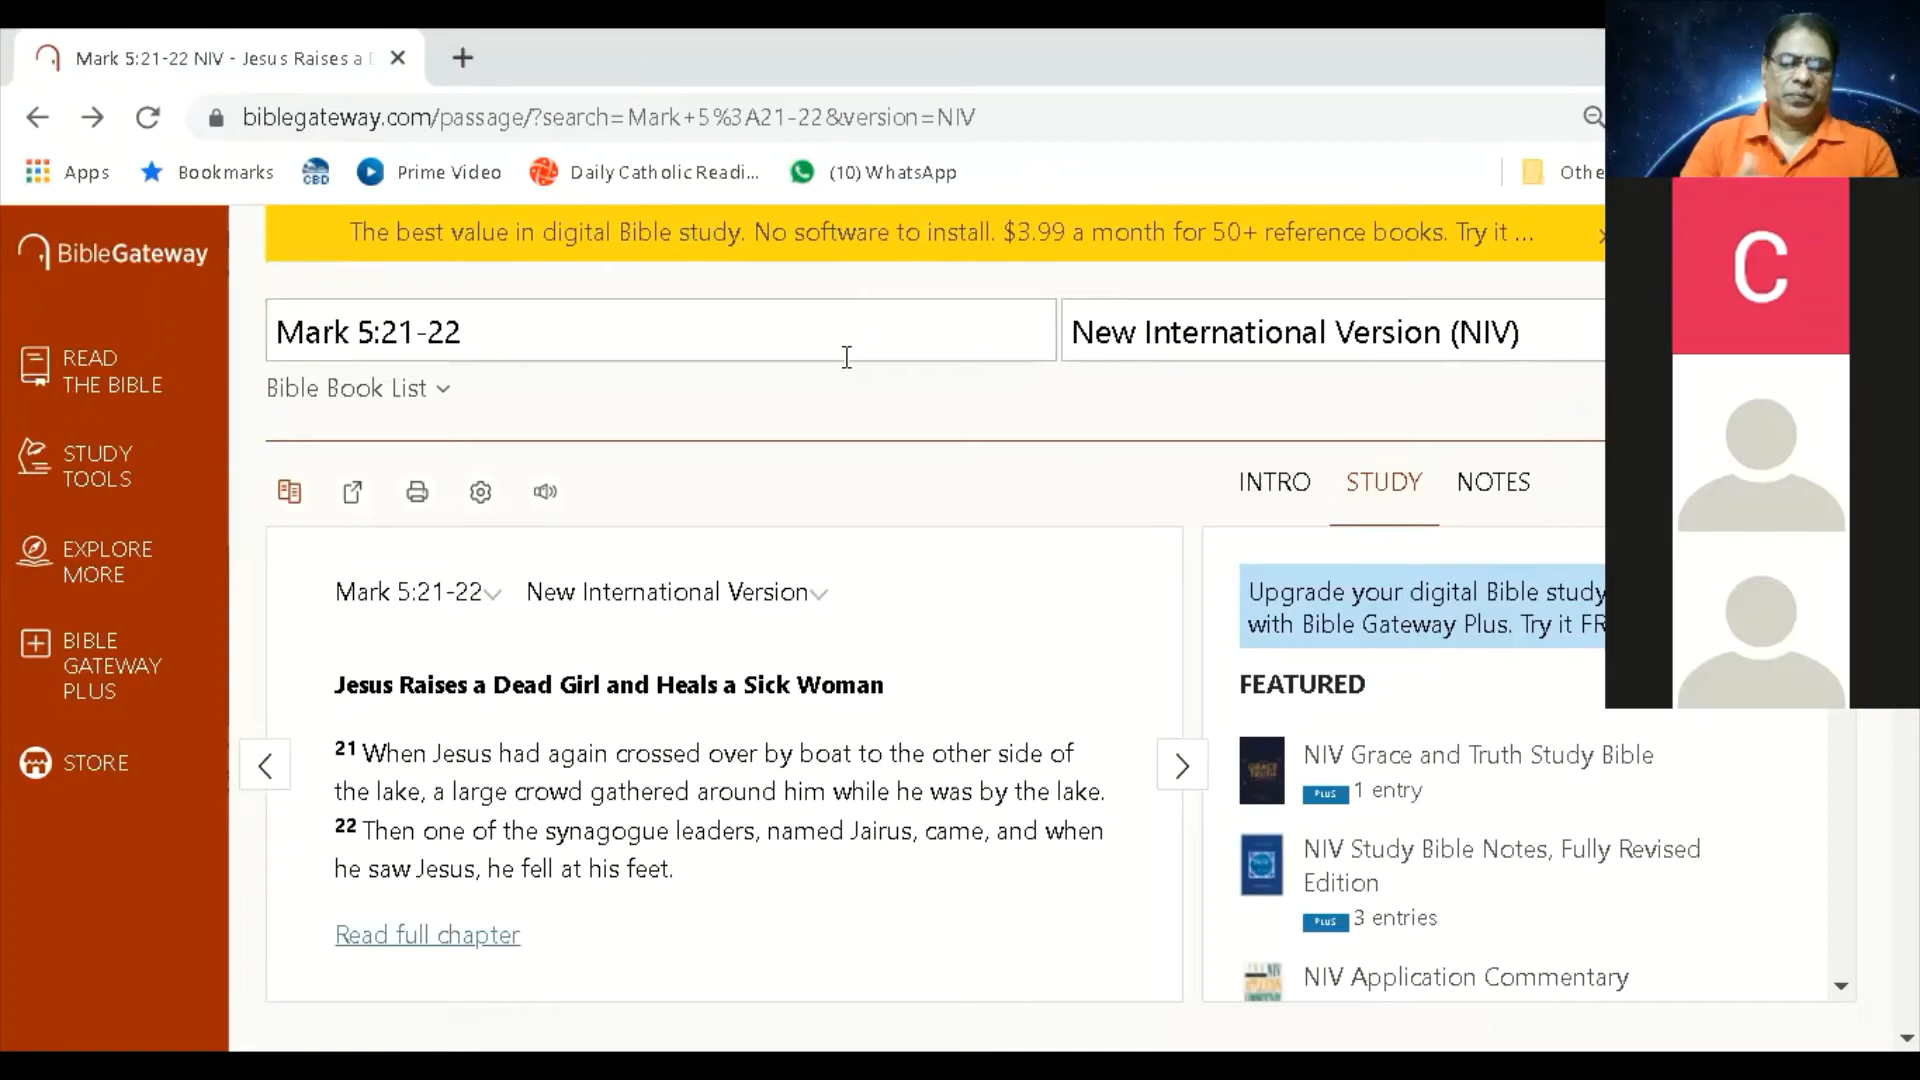 Mark 5:21-22 NIV - Jesus Raises a
biblegateway.com/passage/?search=Mark+5%3A21-22&version=NIV
Apps Bookmarks CBD Prime Video Daily Catholic Readi... (10) WhatsApp Othe
The best value in digital Bible study. No software to install. $3.99 a month for 50+ reference books. Try it ...
BibleGateway
Mark 5:21-22 New International Version (NIV)
Bible Book List
READ
THE BIBLE
STUDY
TOOLS
EXPLORE
MORE
BIBLE
GATEWAY
PLUS
STORE
INTRO STUDY NOTES
Mark 5:21-22 New International Version
Jesus Raises a Dead Girl and Heals a Sick Woman
21 When Jesus had again crossed over by boat to the other side of
the lake, a large crowd gathered around him while he was by the lake.
22 Then one of the synagogue leaders, named Jairus, came, and when
he saw Jesus, he fell at his feet.
Read full chapter
Upgrade your digital Bible study
with Bible Gateway Plus. Try it FR
FEATURED
NIV Grace and Truth Study Bible
PLUS 1 entry
NIV Study Bible Notes, Fully Revised
Edition
PLUS 3 entries
NIV Application Commentary
C